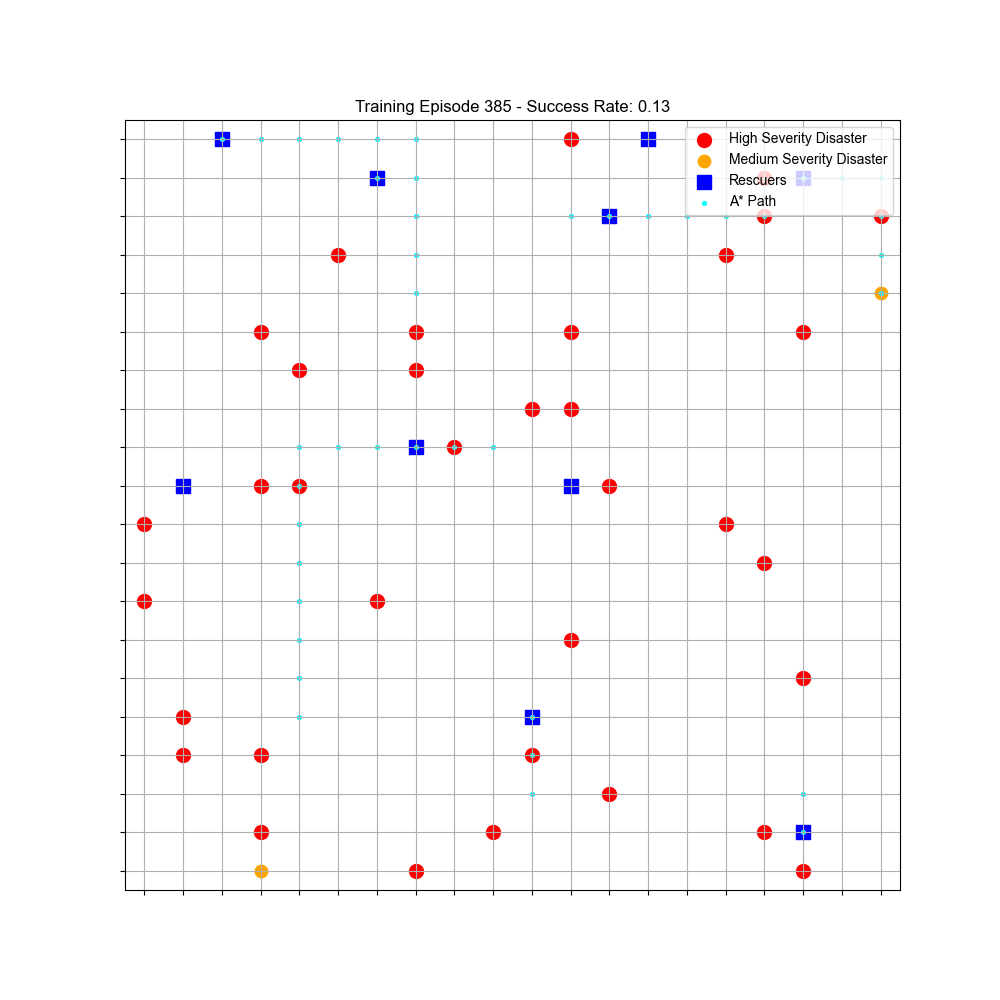 Training Episode 385 - Success Rate: 0.13
High Severity Disaster
Medium Severity Disaster
Rescuers
A* Path